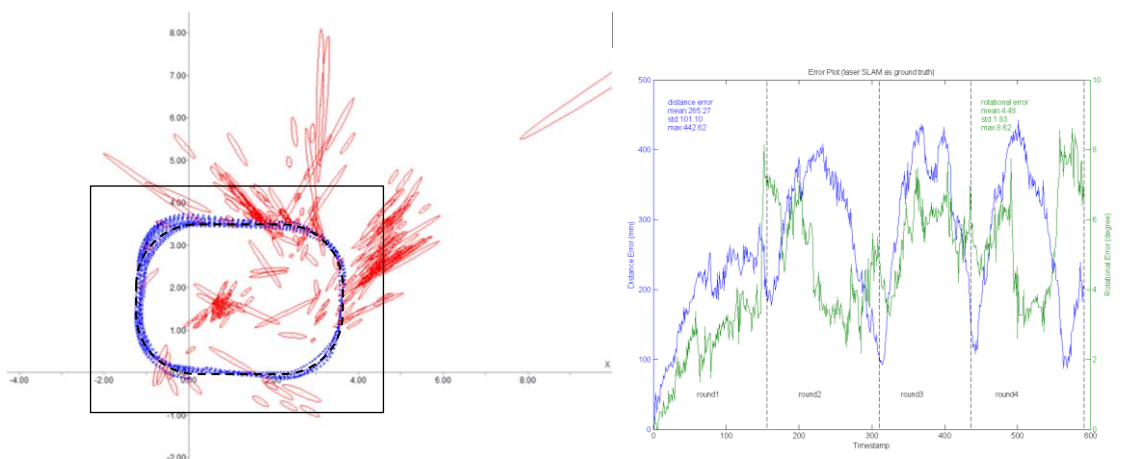 8.00
7.00
6.00
5.00
4.00
3.00
2.00
1.00
-4.00
-2.00
0.00
2.00
4.00
6.00
8.00
X
-1.00
-2.00
Error Plot (laser SLAM as ground truth)
500
400
300
200
100
0
Distance Error (mm)
distance error
mean:265.27
std:101.10
max:442.62
rotational error
mean:4.48
std:1.83
max:8.62
10
8
6
4
2
0
Rotational Error (degree)
round1
round2
round3
round4
0
100
200
300
400
500
600
Timestamp